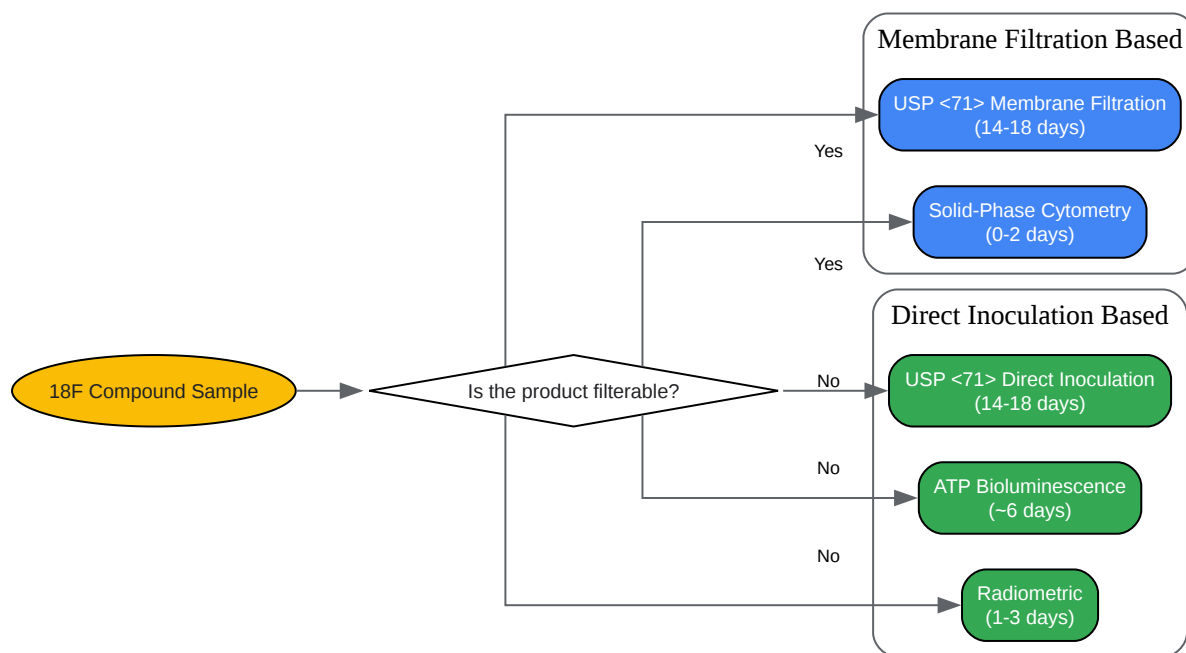 Membrane Filtration Based
USP <71> Membrane Filtration
(14-18 days)
Yes
Solid-Phase Cytometry
(0-2 days)
Yes
Direct Inoculation Based
18F Compound Sample
Is the product filterable?
No
USP <71> Direct Inoculation
(14-18 days)
No
ATP Bioluminescence
(~6 days)
No
Radiometric
(1-3 days)